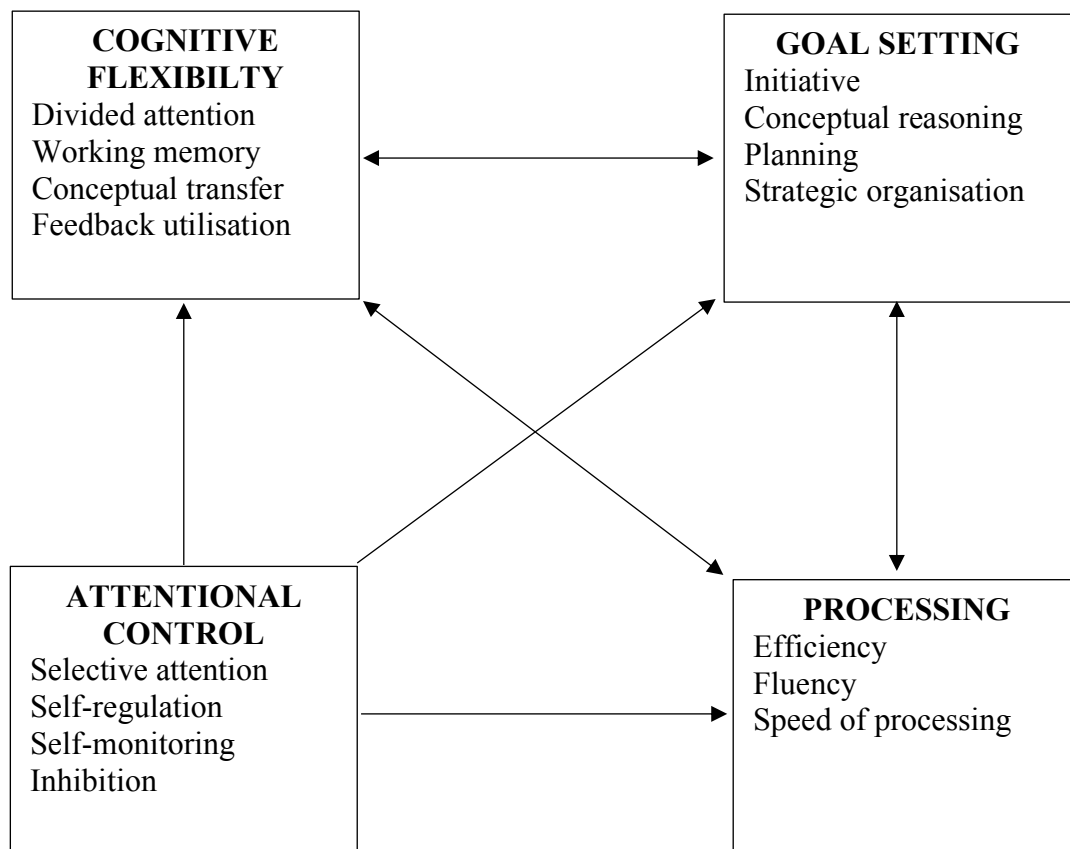 COGNITIVE
FLEXIBILTY
Divided attention
Working memory
Conceptual transfer
Feedback utilisation
GOAL SETTING
Initiative
Conceptual reasoning
Planning
Strategic organisation
ATTENTIONAL
CONTROL
Selective attention
Self-regulation
Self-monitoring
Inhibition
PROCESSING
Efficiency
Fluency
Speed of processing